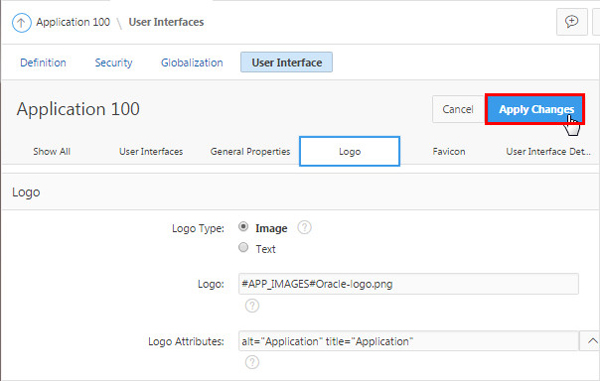 Application 100 \ User Interfaces
Definition Security Globalization User Interface
Application 100 Cancel Apply Changes
Show All User Interfaces General Properties Logo Favicon User Interface Det...
Logo
Logo Type: Image ?
Text
Logo: #APP_IMAGES#Oracle-logo.png
?
Logo Attributes: alt="Application" title="Application"
?